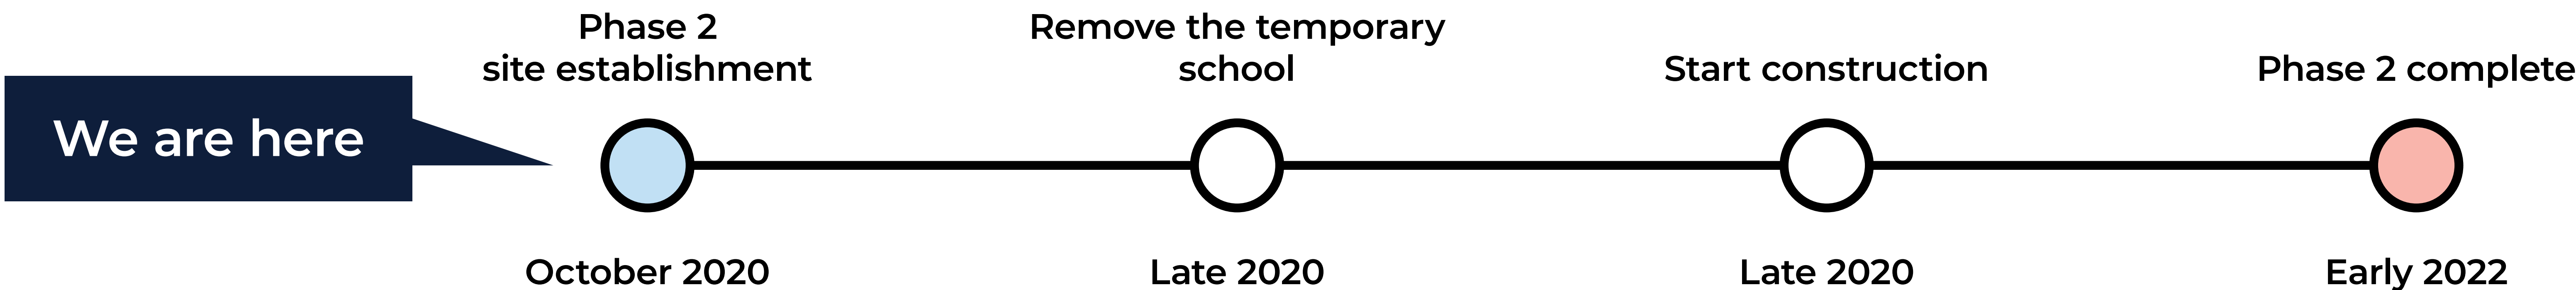 We are here
Phase 2
site establishment
October 2020
Remove the temporary
school
Late 2020
Start construction
Late 2020
Phase 2 complete
Early 2022